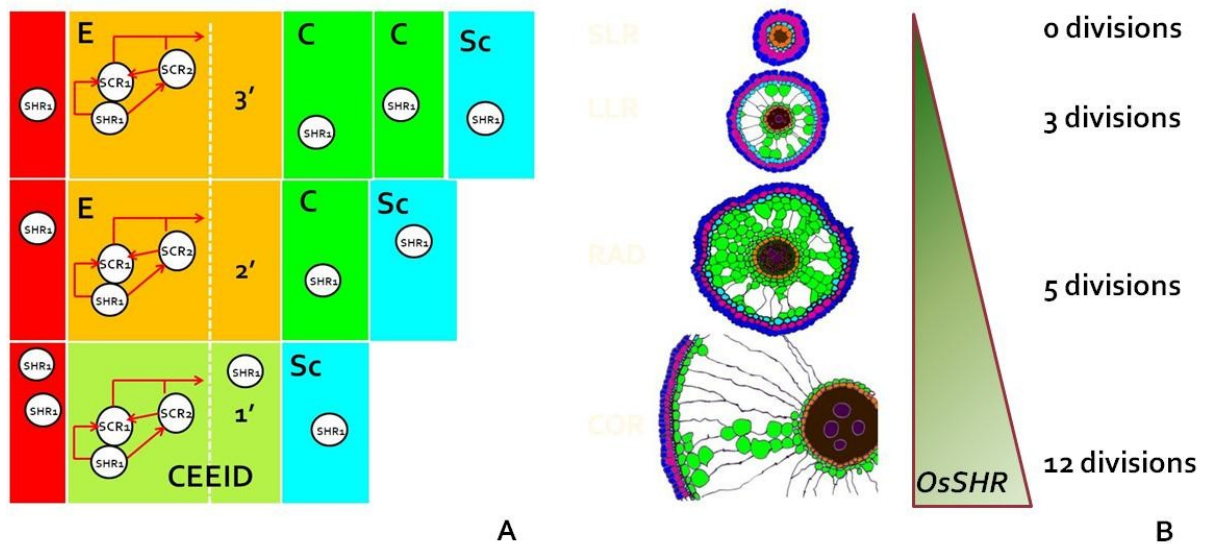 E C C Sc
SHR1 SCR1 SCR2 SHR1 3' SHR1 SHR1 SHR1
E C Sc
SHR1 SCR1 SCR2 SHR1 2' SHR1 SHR1
Sc
SHR1 SHR1 SCR1 SCR2 SHR1 SHR1 1' SHR1
CEEID
A
SLR
0 divisions
LLR
3 divisions
RAD
5 divisions
COR
12 divisions
OsSHR
B